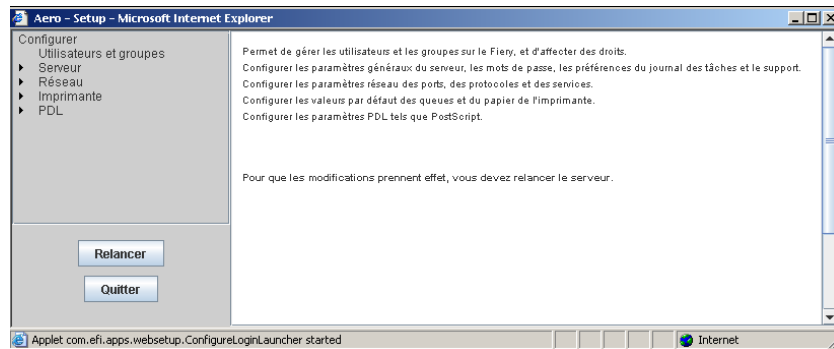 Aero - Setup - Microsoft Internet Explorer
Configurer
Utilisateurs et groupes
Serveur
Réseau
Imprimante
PDL
Relancer
Quitter
Permet de gérer les utilisateurs et les groupes sur le Fiery, et d'affecter des droits.
Configurer les paramètres généraux du serveur, les mots de passe, les préférences du journal des tâches et le support.
Configurer les paramètres réseau des ports, des protocoles et des services.
Configurer les valeurs par défaut des queues et du papier de l'imprimante.
Configurer les paramètres PDL tels que PostScript.
Pour que les modifications prennent effet, vous devez relancer le serveur.
Applet com.efi.apps.websetup.ConfigureLoginLauncher started
Internet